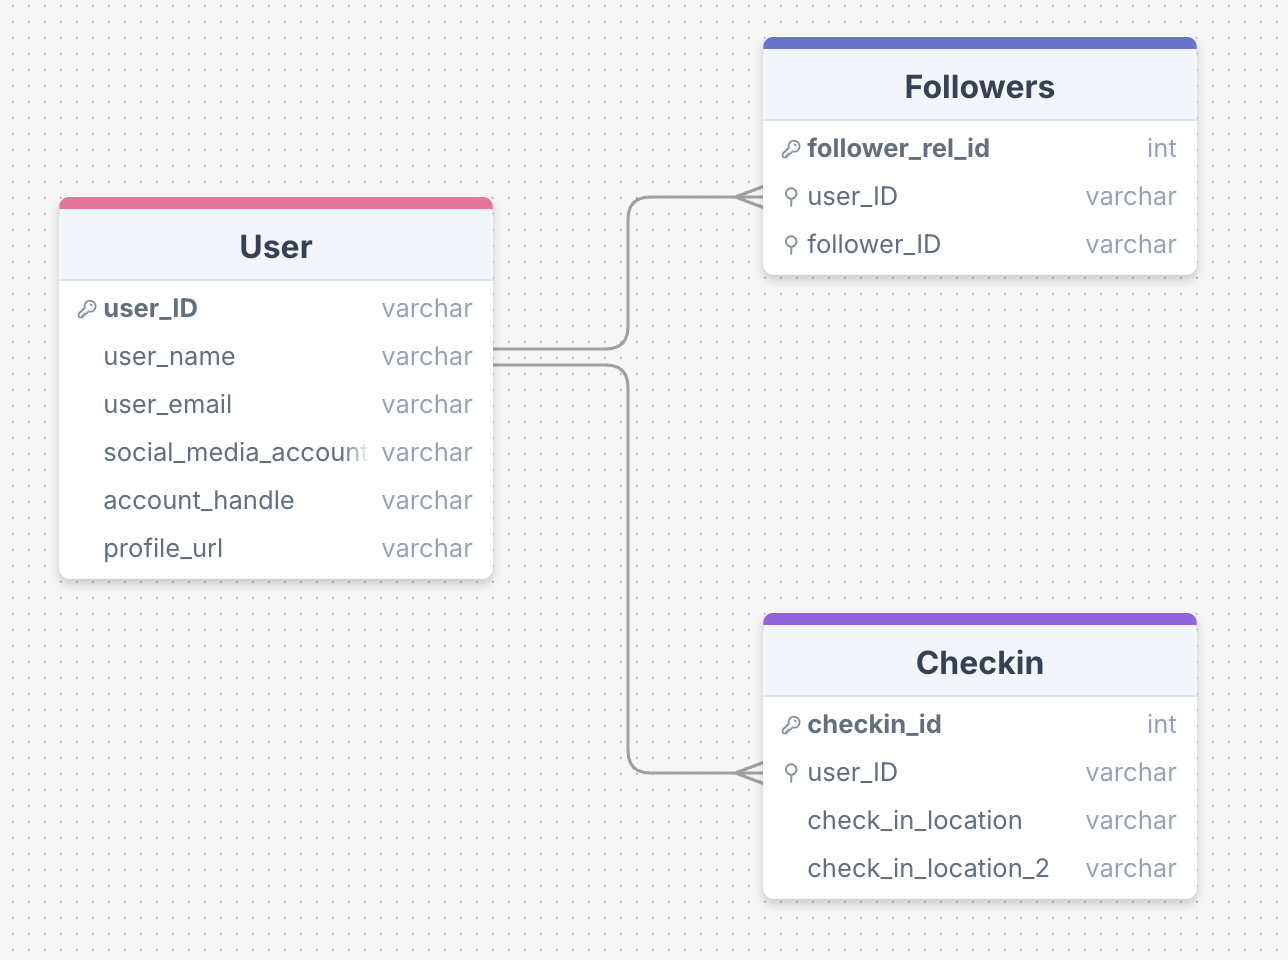 User
user_ID varchar
user_name varchar
user_email varchar
social_media_account varchar
account_handle varchar
profile_url varchar
Followers
follower_rel_id int
user_ID varchar
follower_ID varchar
Checkin
checkin_id int
user_ID varchar
check_in_location varchar
check_in_location_2 varchar